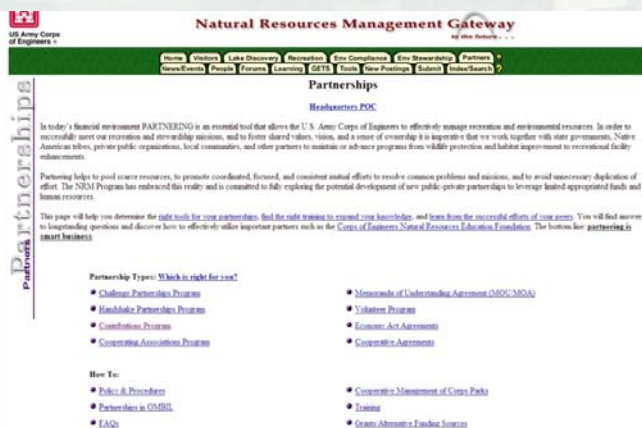 US Army Corps
of Engineers
Natural Resources Management Gateway
to the future . . .
Home Visitors Lake Discovery Recreation Env Compliance Env Stewardship Partners ?
News/Events People Forums Learning GETS Tools New Postings Submit Index/Search ?
Partnerships
Partners
Partnerships
Headquarters POC
In today's financial environment PARTNERING is an essential tool that allows the U.S. Army Corps of Engineers to effectively manage recreation and environmental resources. In order to
successfully meet our recreation and stewardship missions, and to foster shared values, vision, and a sense of ownership it is imperative that we work together with state governments, Native
American tribes, private public organizations, local communities, and other partners to maintain or advance programs from wildlife protection and habitat improvement to recreational facility
enhancements.
Partnering helps to pool scarce resources, to promote coordinated, focused, and consistent mutual efforts to resolve common problems and missions, and to avoid unnecessary duplication of
effort. The NRM Program has embraced this reality and is committed to fully exploring the potential development of new public-private partnerships to leverage limited appropriated funds and
human resources.
This page will help you determine the right tools for your partnerships, find the right training to expand your knowledge, and learn from the successful efforts of your peers. You will find answer
to longstanding questions and discover how to effectively utilize important partners such as the Corps of Engineers Natural Resources Education Foundation. The bottom line: partnering is
smart business.
Partnership Types: Which is right for you?
Challenge Partnerships Program
Memoranda of Understanding Agreement (MOU/MOA)
Handshake Partnerships Program
Volunteer Program
Contributions Program
Economy Act Agreements
Cooperating Associations Program
Cooperative Agreements
How To:
Policy & Procedures
Cooperative Management of Corps Parks
Partnerships in OMBIL
Training
FAQs
Grants/Alternative Funding Sources